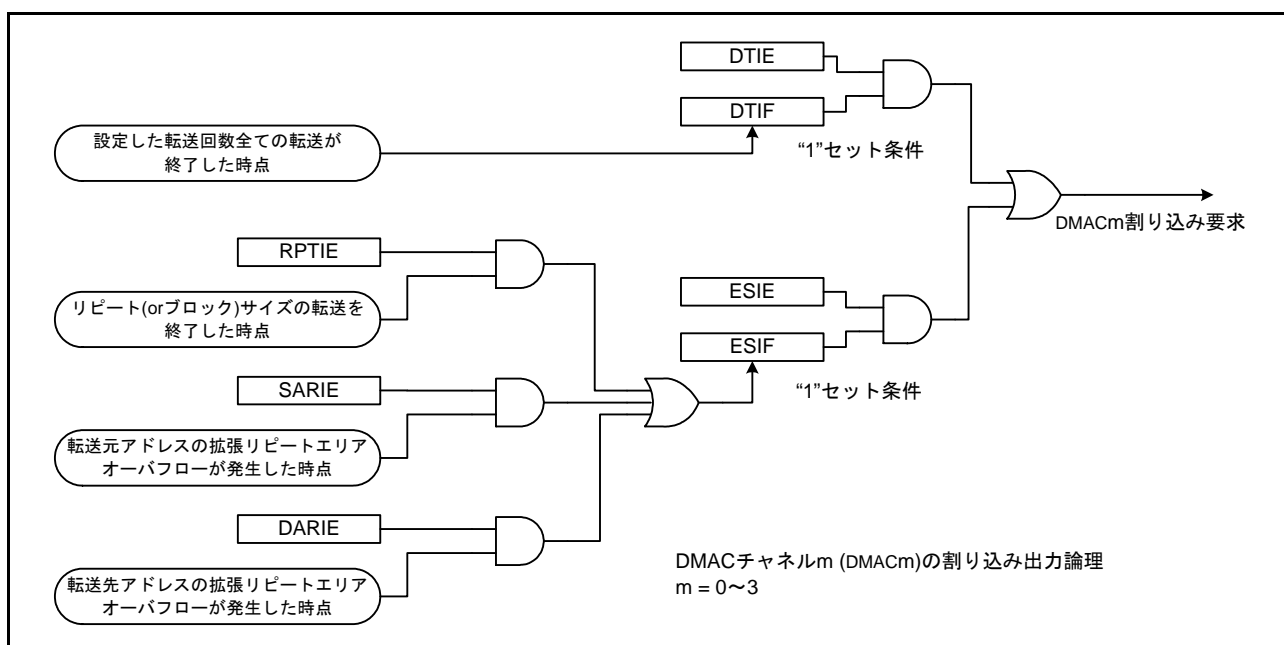 DTIE
DTIF
設定した転送回数全ての転送が
終了した時点
“1”セット条件
DMACm割り込み要求
RPTIE
リピート(orブロック)サイズの転送を
終了した時点
ESIE
ESIF
“1”セット条件
SARIE
転送元アドレスの拡張リピートエリア
オーバフローが発生した時点
DARIE
転送先アドレスの拡張リピートエリア
オーバフローが発生した時点
DMACチャネルm (DMACm)の割り込み出力論理
m = 0～3